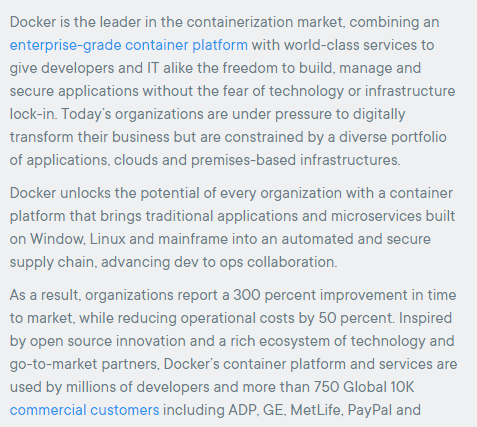 Docker is the leader in the containerization market, combining an
enterprise-grade container platform with world-class services to
give developers and IT alike the freedom to build, manage and
secure applications without the fear of technology or infrastructure
lock-in. Today's organizations are under pressure to digitally
transform their business but are constrained by a diverse portfolio
of applications, clouds and premises-based infrastructures.
Docker unlocks the potential of every organization with a container
platform that brings traditional applications and microservices built
on Window, Linux and mainframe into an automated and secure
supply chain, advancing dev to ops collaboration.
As a result, organizations report a 300 percent improvement in time
to market, while reducing operational costs by 50 percent. Inspired
by open source innovation and a rich ecosystem of technology and
go-to-market partners, Docker's container platform and services are
used by millions of developers and more than 750 Global 10K
commercial customers including ADP, GE, MetLife, PayPal and